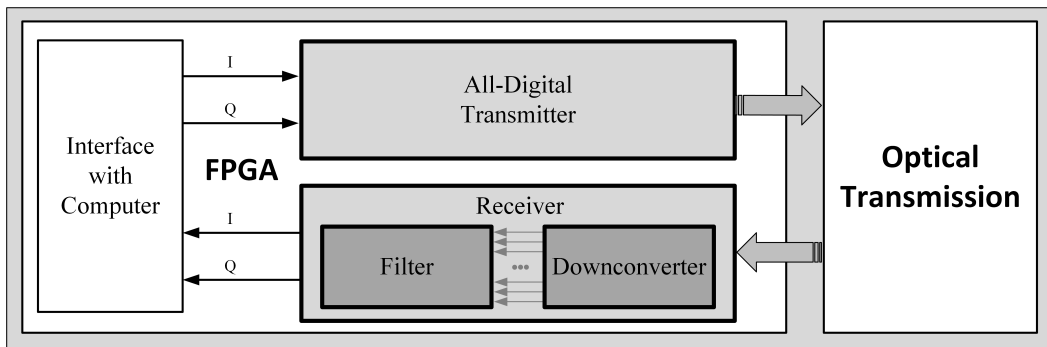 I
All-Digital
Transmitter
Q
Interface
with
Computer
FPGA
Optical
Transmission
Receiver
I
Filter
...
Downconverter
Q